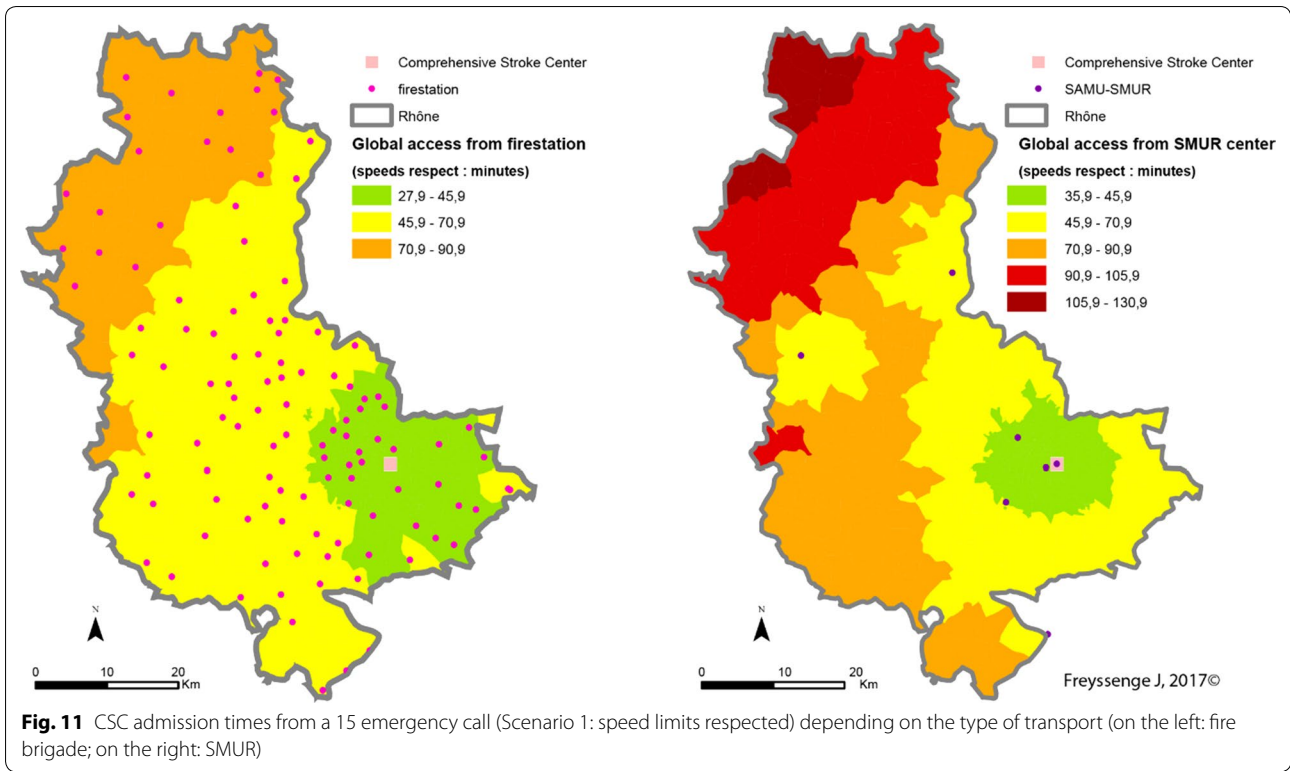 Comprehensive Stroke Center
firestation
Rhône
Global access from firestation
(speeds respect : minutes)
27,9 - 45,9
45,9 - 70,9
70,9 - 90,9
N
0 10 20
Km
Comprehensive Stroke Center
SAMU-SMUR
Rhône
Global access from SMUR center
(speeds respect : minutes)
35,9 - 45,9
45,9 - 70,9
70,9 - 90,9
90,9 - 105,9
105,9 - 130,9
N
0 10 20
Km
Freyssenge J, 2017©
Fig. 11 CSC admission times from a 15 emergency call (Scenario 1: speed limits respected) depending on the type of transport (on the left: fire
brigade; on the right: SMUR)